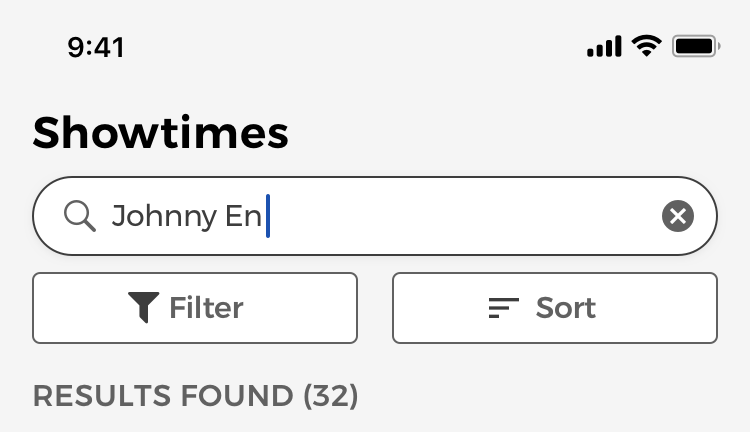 9:41
Showtimes
Johnny En
Filter
Sort
RESULTS FOUND (32)